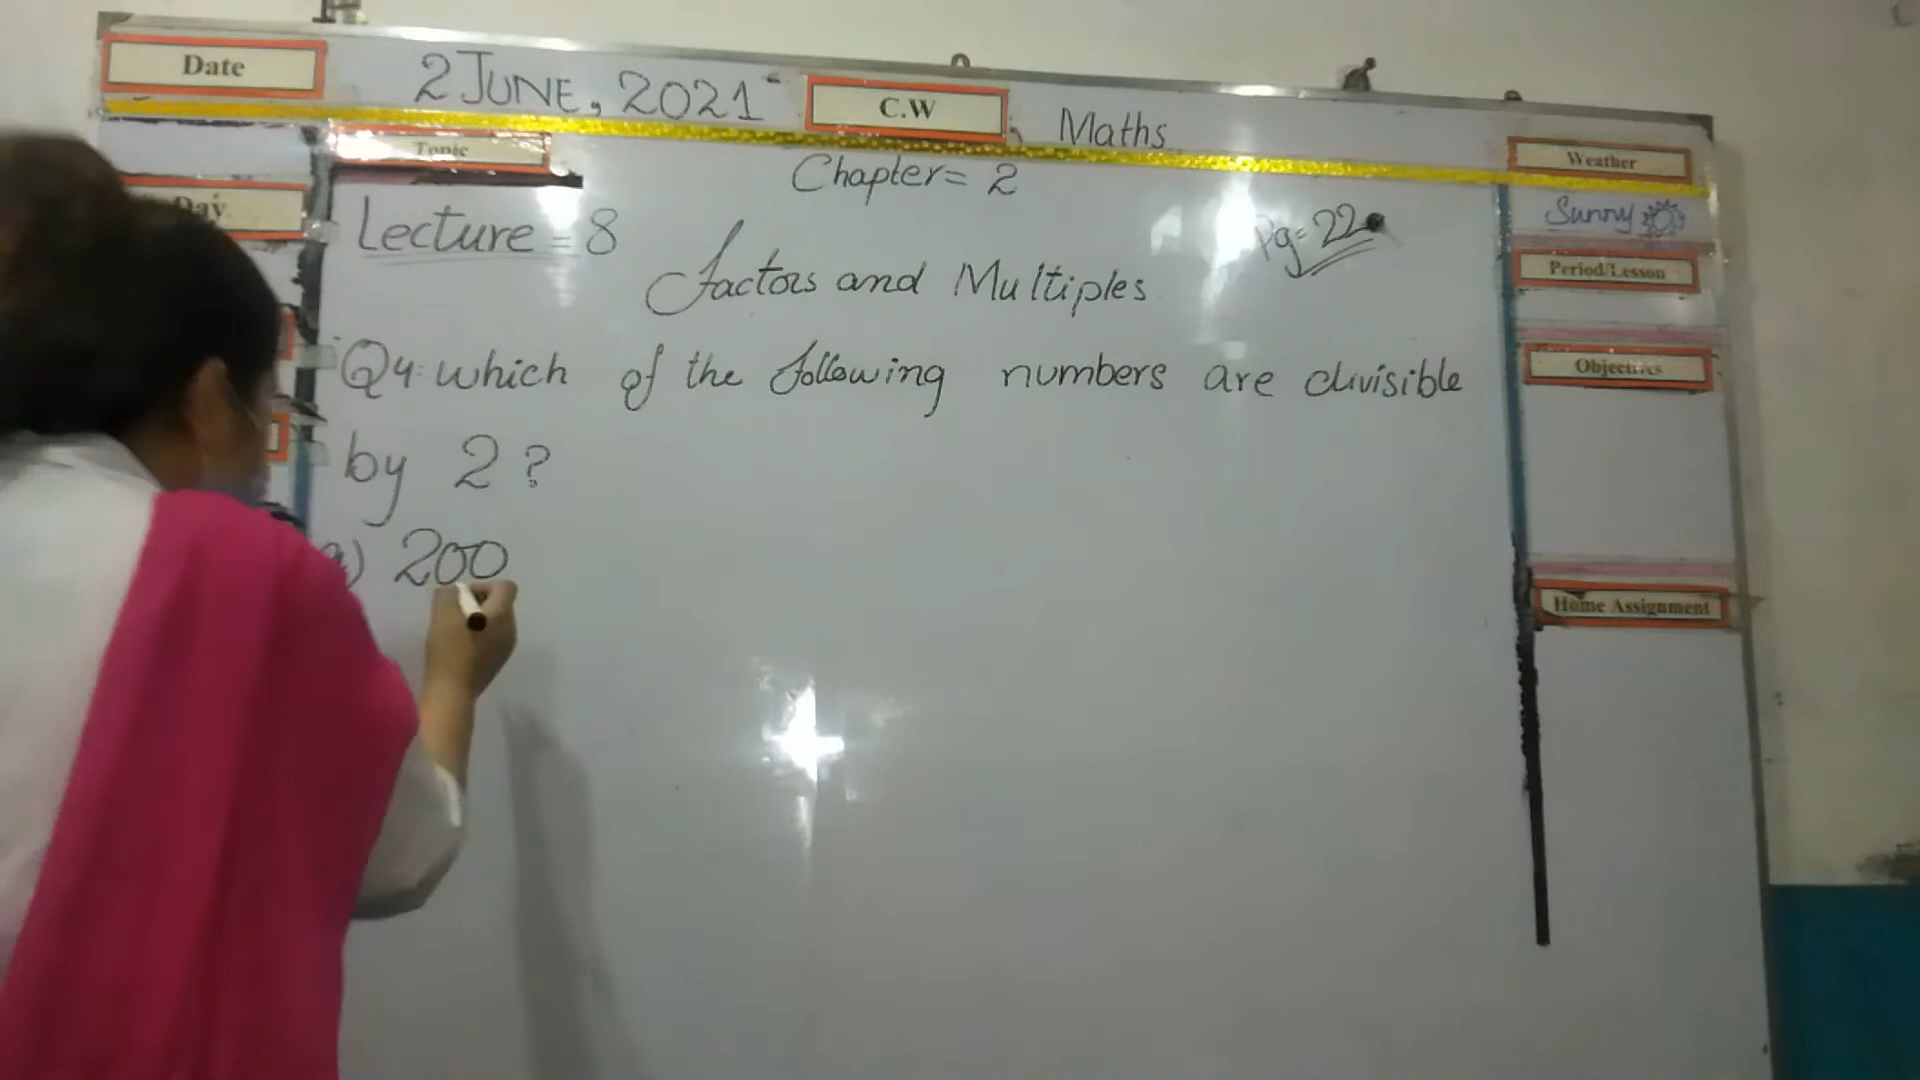 Date 2 JUNE, 2021 C.W Maths
Topic Chapter = 2 Weather
Day Lecture = 8 Pg = 22 Sunny
Factors and Multiples Period/Lesson
Q4: which of the following numbers are divisible Objectives
by 2 ?
a) 200
Home Assignment